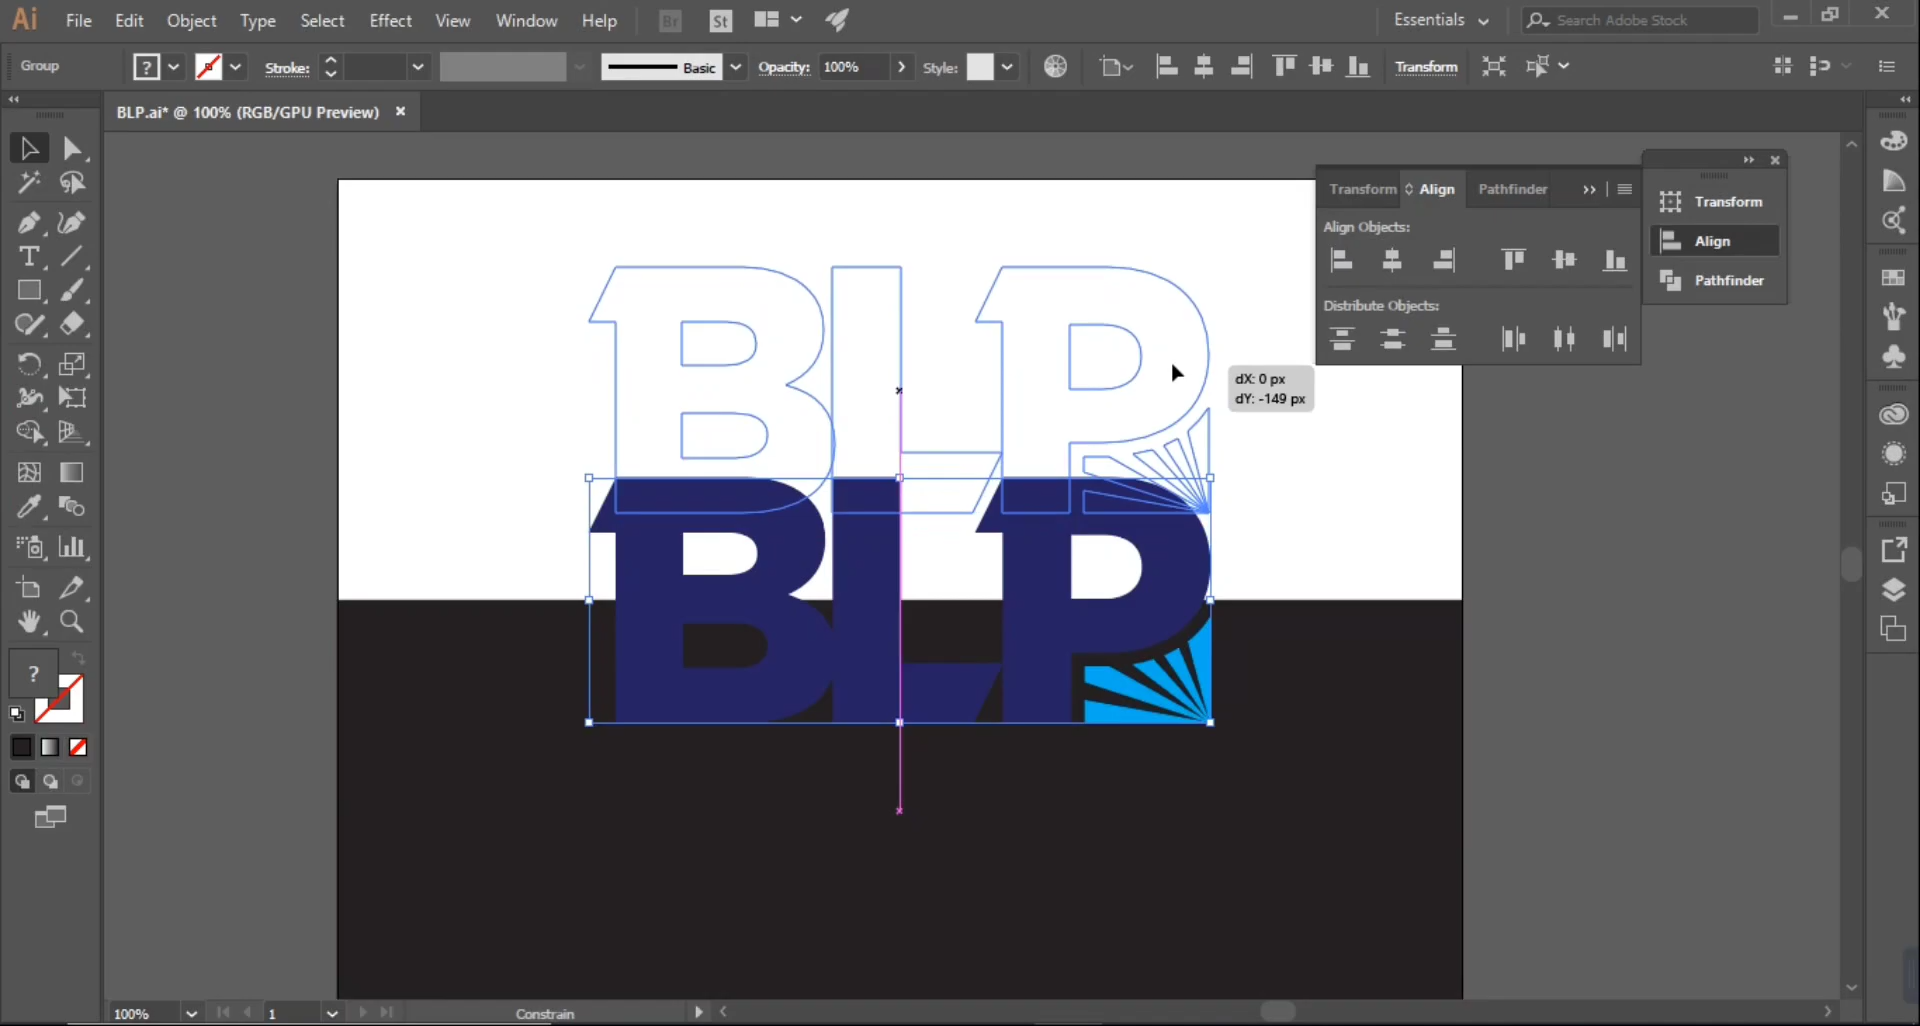 Ai File Edit Object Type Select Effect View Window Help Br St Essentials Search Adobe Stock
Group ? Stroke: Basic Opacity: 100% Style: Transform
BLP.ai* @ 100% (RGB/GPU Preview)
Transform Align Pathfinder
Align Objects:
Distribute Objects:
Transform
Align
Pathfinder
dX: 0 px
dY: -149 px
BLP
BLP
T
?
100% 1 Constrain